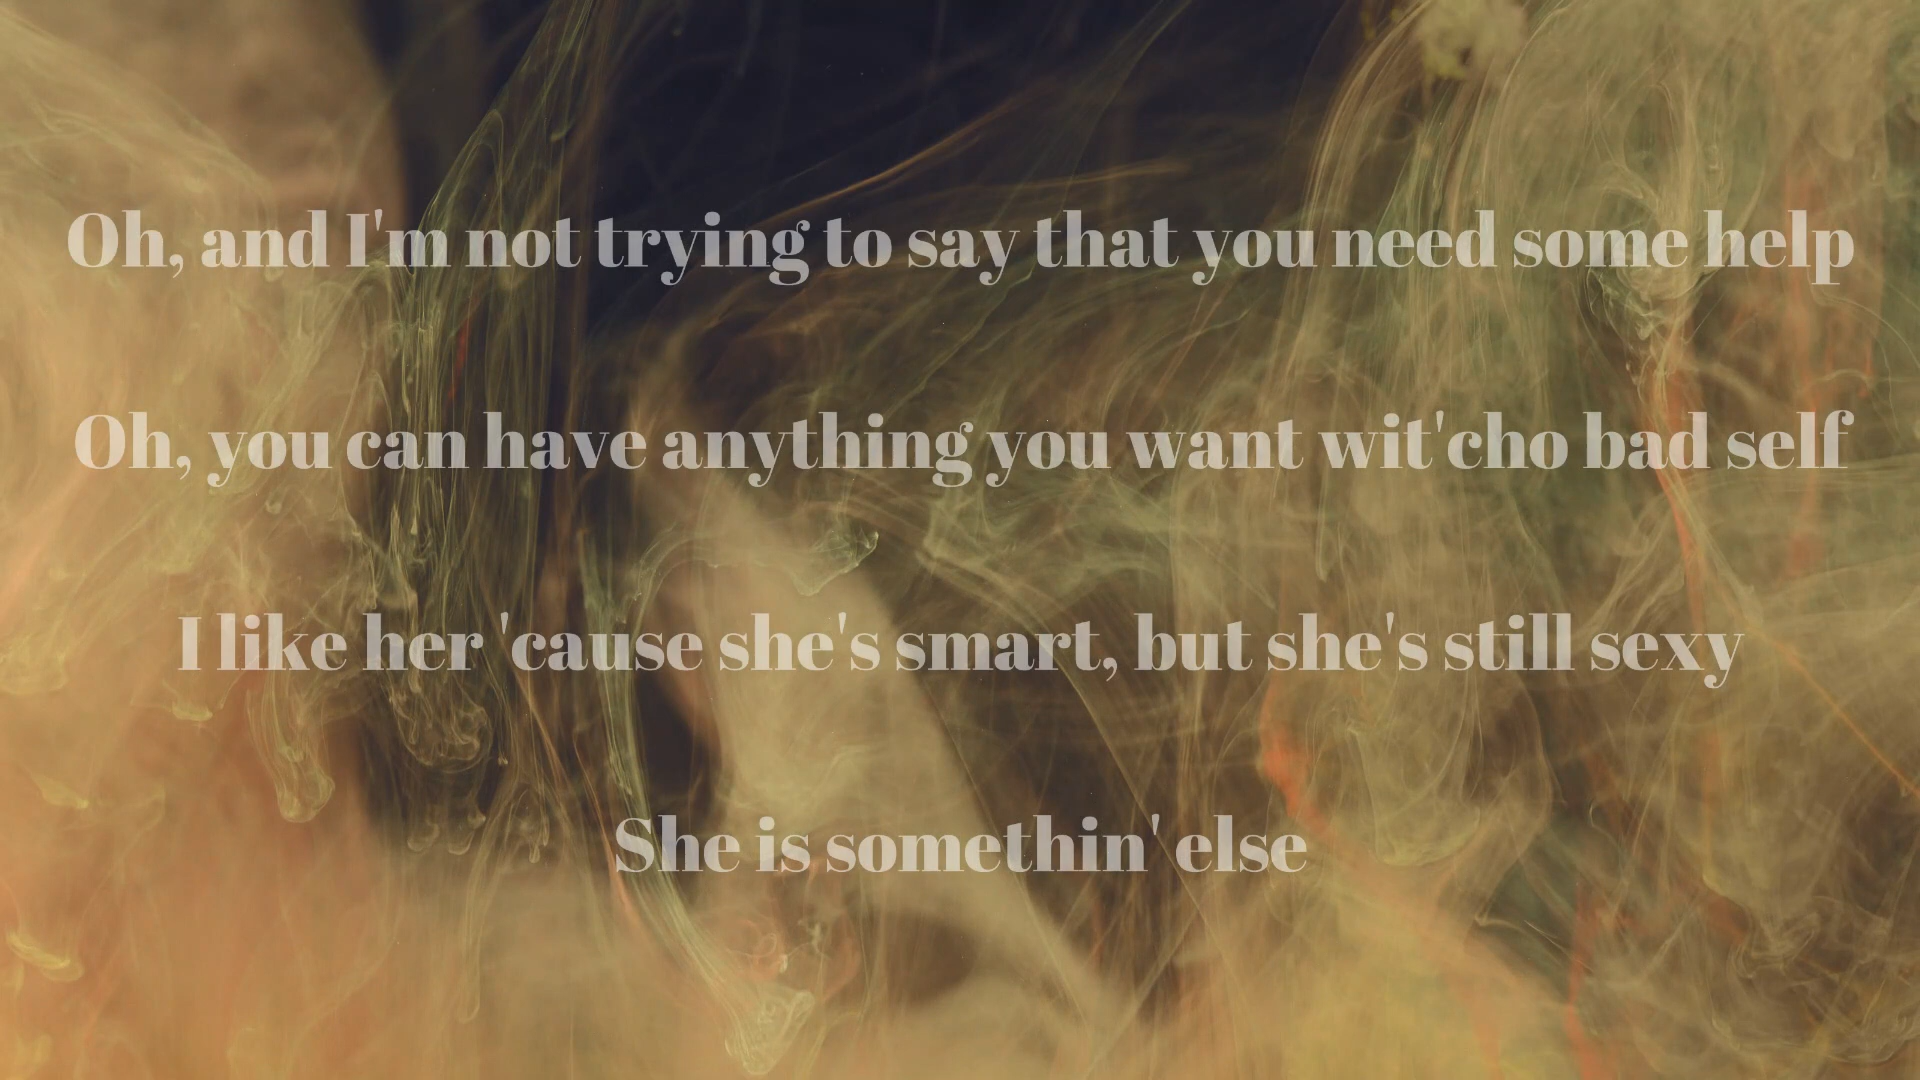 Oh, and I'm not trying to say that you need some help
Oh, you can have anything you want wit'cho bad self
I like her 'cause she's smart, but she's still sexy
She is somethin' else